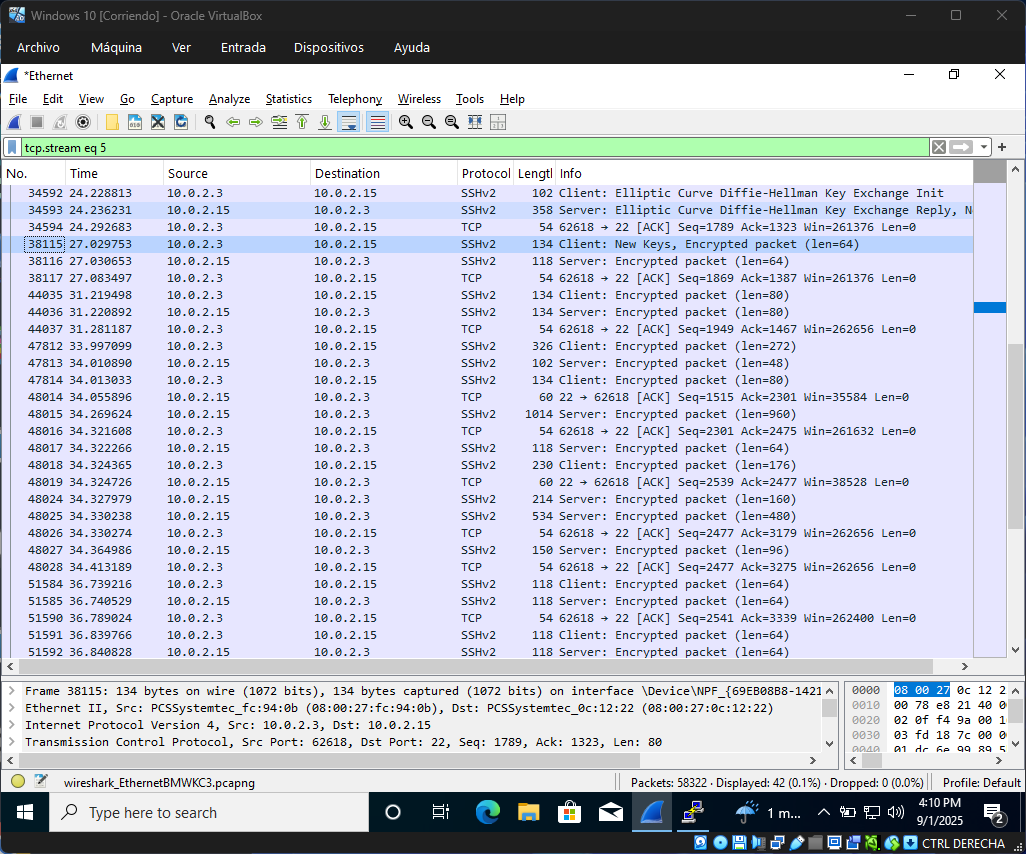 Windows 10 [Corriendo] - Oracle VirtualBox
Archivo Máquina Ver Entrada Dispositivos Ayuda
*Ethernet
File Edit View Go Capture Analyze Statistics Telephony Wireless Tools Help
tcp.stream eq 5
No. Time Source Destination Protocol Lengtl Info
34592 24.228813 10.0.2.3 10.0.2.15 SSHv2 102 Client: Elliptic Curve Diffie-Hellman Key Exchange Init
34593 24.236231 10.0.2.15 10.0.2.3 SSHv2 358 Server: Elliptic Curve Diffie-Hellman Key Exchange Reply, N
34594 24.292683 10.0.2.3 10.0.2.15 TCP 54 62618 → 22 [ACK] Seq=1789 Ack=1323 Win=261376 Len=0
38115 27.029753 10.0.2.3 10.0.2.15 SSHv2 134 Client: New Keys, Encrypted packet (len=64)
38116 27.030653 10.0.2.15 10.0.2.3 SSHv2 118 Server: Encrypted packet (len=64)
38117 27.083497 10.0.2.3 10.0.2.15 TCP 54 62618 → 22 [ACK] Seq=1869 Ack=1387 Win=261376 Len=0
44035 31.219498 10.0.2.3 10.0.2.15 SSHv2 134 Client: Encrypted packet (len=80)
44036 31.220892 10.0.2.15 10.0.2.3 SSHv2 134 Server: Encrypted packet (len=80)
44037 31.281187 10.0.2.3 10.0.2.15 TCP 54 62618 → 22 [ACK] Seq=1949 Ack=1467 Win=262656 Len=0
47812 33.997099 10.0.2.3 10.0.2.15 SSHv2 326 Client: Encrypted packet (len=272)
47813 34.010890 10.0.2.15 10.0.2.3 SSHv2 102 Server: Encrypted packet (len=48)
47814 34.013033 10.0.2.3 10.0.2.15 SSHv2 134 Client: Encrypted packet (len=80)
48014 34.055896 10.0.2.15 10.0.2.3 TCP 60 22 → 62618 [ACK] Seq=1515 Ack=2301 Win=35584 Len=0
48015 34.269624 10.0.2.15 10.0.2.3 SSHv2 1014 Server: Encrypted packet (len=960)
48016 34.321608 10.0.2.3 10.0.2.15 TCP 54 62618 → 22 [ACK] Seq=2301 Ack=2475 Win=261632 Len=0
48017 34.322266 10.0.2.15 10.0.2.3 SSHv2 118 Server: Encrypted packet (len=64)
48018 34.324365 10.0.2.3 10.0.2.15 SSHv2 230 Client: Encrypted packet (len=176)
48019 34.324726 10.0.2.15 10.0.2.3 TCP 60 22 → 62618 [ACK] Seq=2539 Ack=2477 Win=38528 Len=0
48024 34.327979 10.0.2.15 10.0.2.3 SSHv2 214 Server: Encrypted packet (len=160)
48025 34.330238 10.0.2.15 10.0.2.3 SSHv2 534 Server: Encrypted packet (len=480)
48026 34.330274 10.0.2.3 10.0.2.15 TCP 54 62618 → 22 [ACK] Seq=2477 Ack=3179 Win=262656 Len=0
48027 34.364986 10.0.2.15 10.0.2.3 SSHv2 150 Server: Encrypted packet (len=96)
48028 34.413189 10.0.2.3 10.0.2.15 TCP 54 62618 → 22 [ACK] Seq=2477 Ack=3275 Win=262656 Len=0
51584 36.739216 10.0.2.3 10.0.2.15 SSHv2 118 Client: Encrypted packet (len=64)
51585 36.740529 10.0.2.15 10.0.2.3 SSHv2 118 Server: Encrypted packet (len=64)
51590 36.789024 10.0.2.3 10.0.2.15 TCP 54 62618 → 22 [ACK] Seq=2541 Ack=3339 Win=262400 Len=0
51591 36.839766 10.0.2.3 10.0.2.15 SSHv2 118 Client: Encrypted packet (len=64)
51592 36.840828 10.0.2.15 10.0.2.3 SSHv2 118 Server: Encrypted packet (len=64)
Frame 38115: 134 bytes on wire (1072 bits), 134 bytes captured (1072 bits) on interface \Device\NPF_{69EB08B8-1421
Ethernet II, Src: PCSSystemtec_fc:94:0b (08:00:27:fc:94:0b), Dst: PCSSystemtec_0c:12:22 (08:00:27:0c:12:22)
Internet Protocol Version 4, Src: 10.0.2.3, Dst: 10.0.2.15
Transmission Control Protocol, Src Port: 62618, Dst Port: 22, Seq: 1789, Ack: 1323, Len: 80
0000 08 00 27 0c 12 2
0010 00 78 e8 21 40 0
0020 02 0f f4 9a 00 1
0030 03 fd 18 7c 00 0
0040 01 dc 6e 99 89 5
wireshark_EthernetBMWKC3.pcapng
Packets: 58322 · Displayed: 42 (0.1%) · Dropped: 0 (0.0%)
Profile: Default
Type here to search
1 m...
4:10 PM
9/1/2025
2
CTRL DERECHA